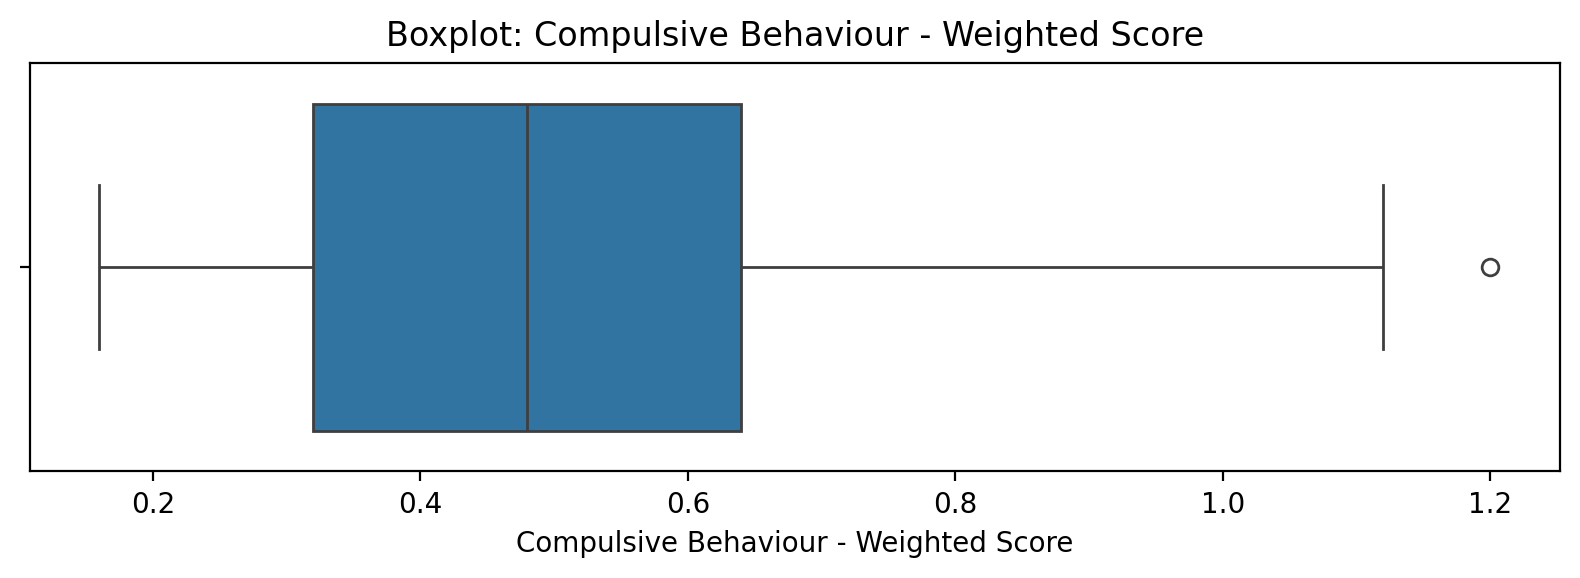 Boxplot: Compulsive Behaviour - Weighted Score
0.2 0.4 0.6 0.8 1.0 1.2
Compulsive Behaviour - Weighted Score